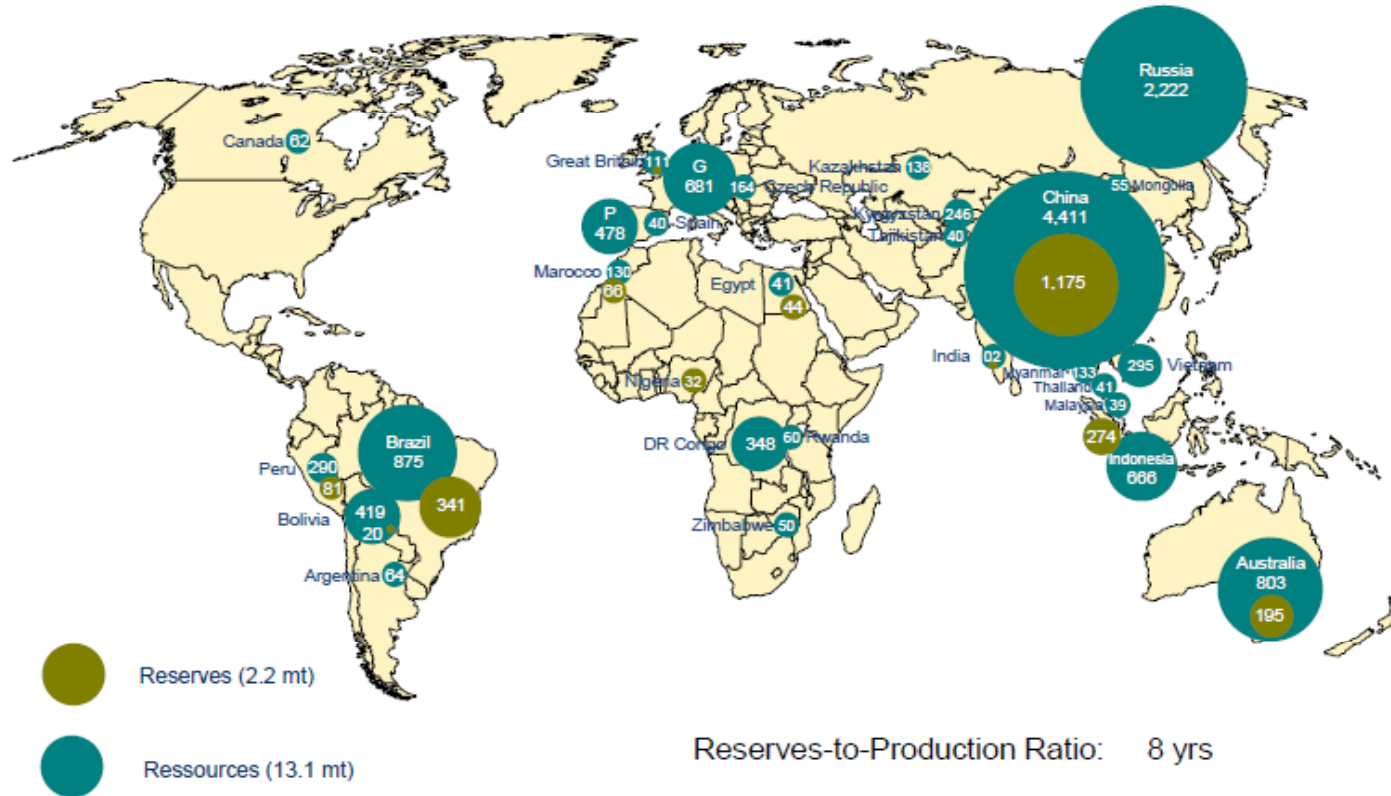 Russia
2,222
Canada 62
Great Britain 111
G
681
164 Czech Republic
Kazakhstan 138
55 Mongolia
China
4,411
1,175
P
478
40 Spain
Kyrgyzstan 246
Tajikistan 40
Marocco 130
66
Egypt 41
44
India 02
Myanmar 133
295 Vietnam
Thailand 41
Malaysia 39
Nigeria 32
274
Indonesia
666
DR Congo 348
60 Rwanda
Brazil
875
Peru 290
81
341
Bolivia 419
20
Zimbabwe 50
Argentina 64
Australia
803
195
Reserves (2.2 mt)
Ressources (13.1 mt)
Reserves-to-Production Ratio: 8 yrs